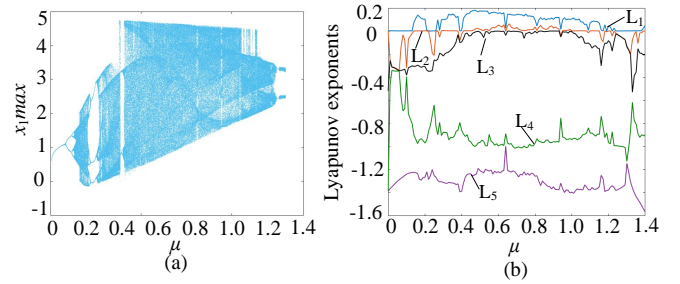 5
4
3
2
1
0
-1
x₁max
0.2 0.4 0.6 0.8 1.0 1.2 1.4
μ
(a)
0.2
0
-0.4
-0.8
-1.2
-1.6
Lyapunov exponents
L₁
L₂
L₃
L₄
L₅
0 0.2 0.4 0.6 0.8 1.0 1.2 1.4
μ
(b)